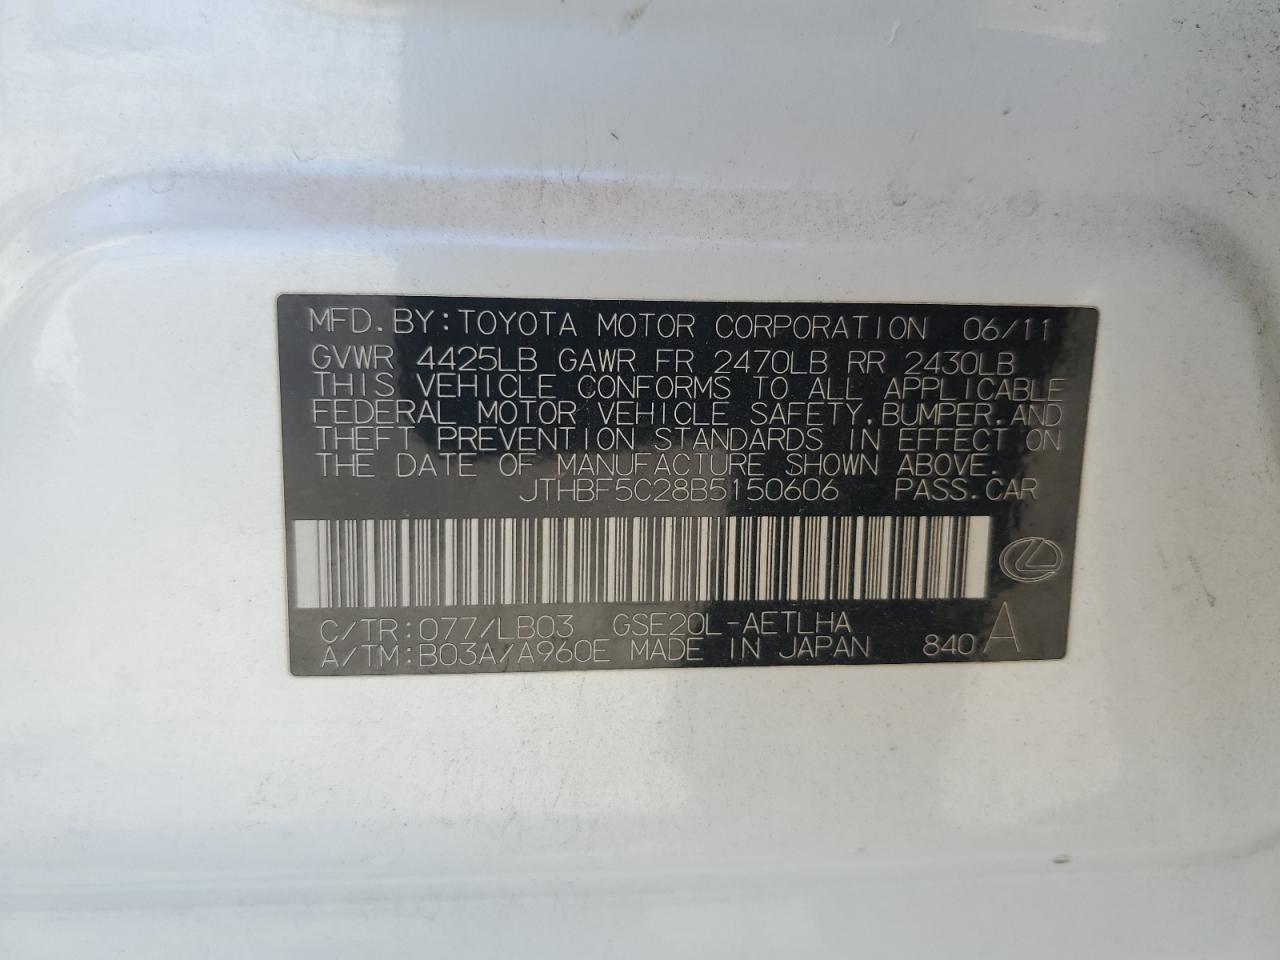 MFD.BY:TOYOTA MOTOR CORPORATION 06/11
GVWR 4425LB GAWR FR 2470LB RR 2430LB
THIS VEHICLE CONFORMS TO ALL APPLICABLE
FEDERAL MOTOR VEHICLE SAFETY,BUMPER,AND
THEFT PREVENTION STANDARDS IN EFFECT ON
THE DATE OF MANUFACTURE SHOWN ABOVE.
JTHBF5C28B5150606 PASS.CAR
C/TR:077/LB03 GSE20L-AETLHA
A/TM:B03A/A960E MADE IN JAPAN 840 A